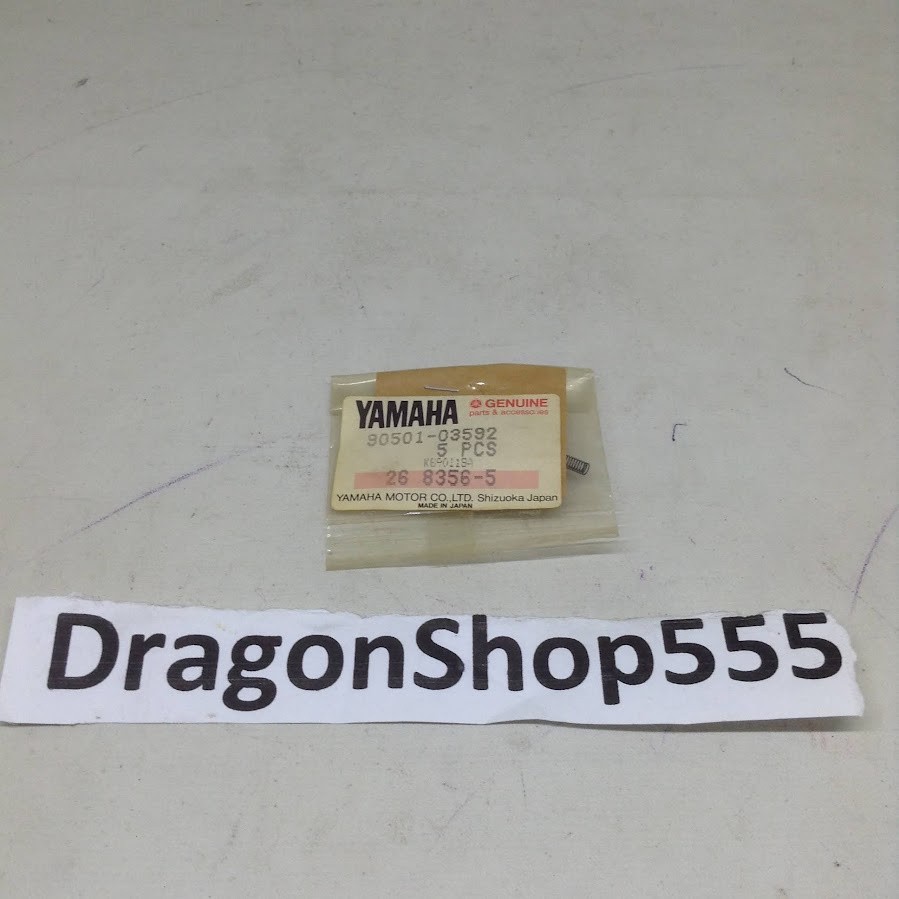 YAMAHA
GENUINE
parts & accessories
90501-03592
5 PCS
K69011SA
26 8356-5
YAMAHA MOTOR CO.,LTD. Shizuoka Japan
MADE IN JAPAN
DragonShop555